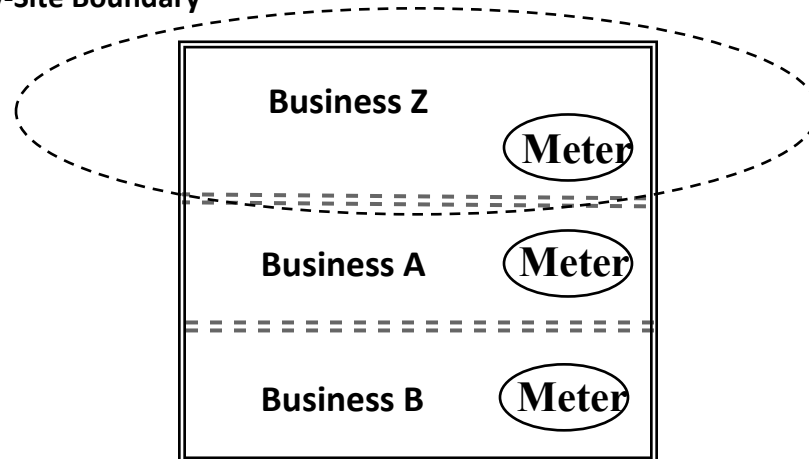 -Site Boundary
Business Z
Meter
Business A
Meter
Business B
Meter